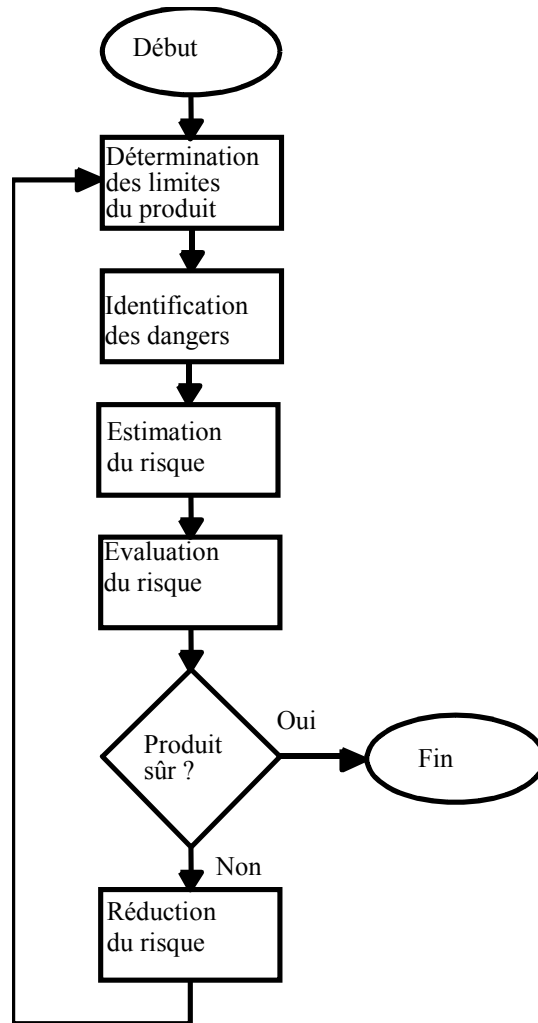 Début
Détermination
des limites
du produit
Identification
des dangers
Estimation
du risque
Evaluation
du risque
Produit
sûr ?
Oui
Fin
Non
Réduction
du risque